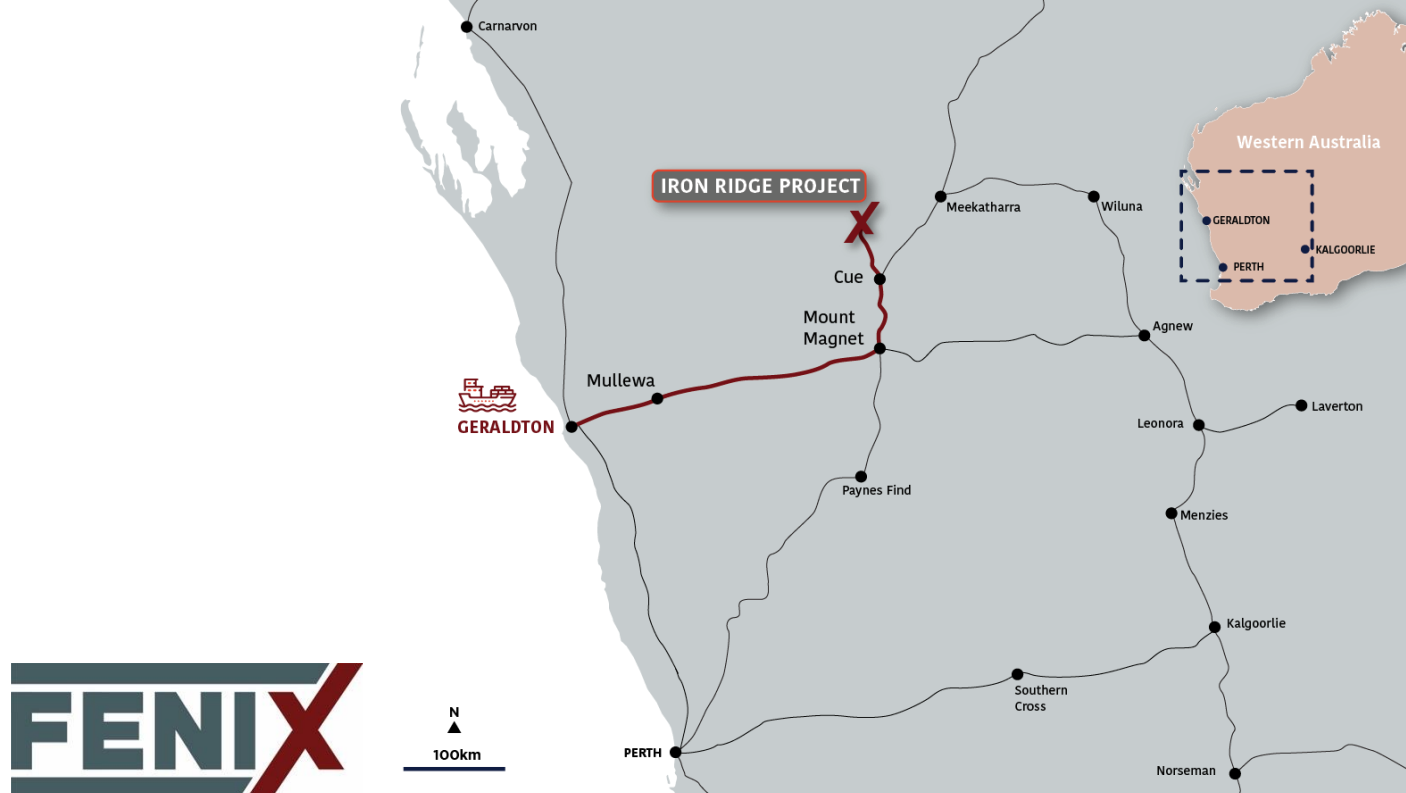 Carnarvon
Western Australia
IRON RIDGE PROJECT
X
Meekatharra
Wiluna
GERALDTON
KALGOORLIE
PERTH
Cue
Mount
Magnet
Agnew
Mullewa
GERALDTON
Laverton
Leonora
Paynes Find
Menzies
Kalgoorlie
Southern
Cross
PERTH
Norseman
N
100km
FENIX